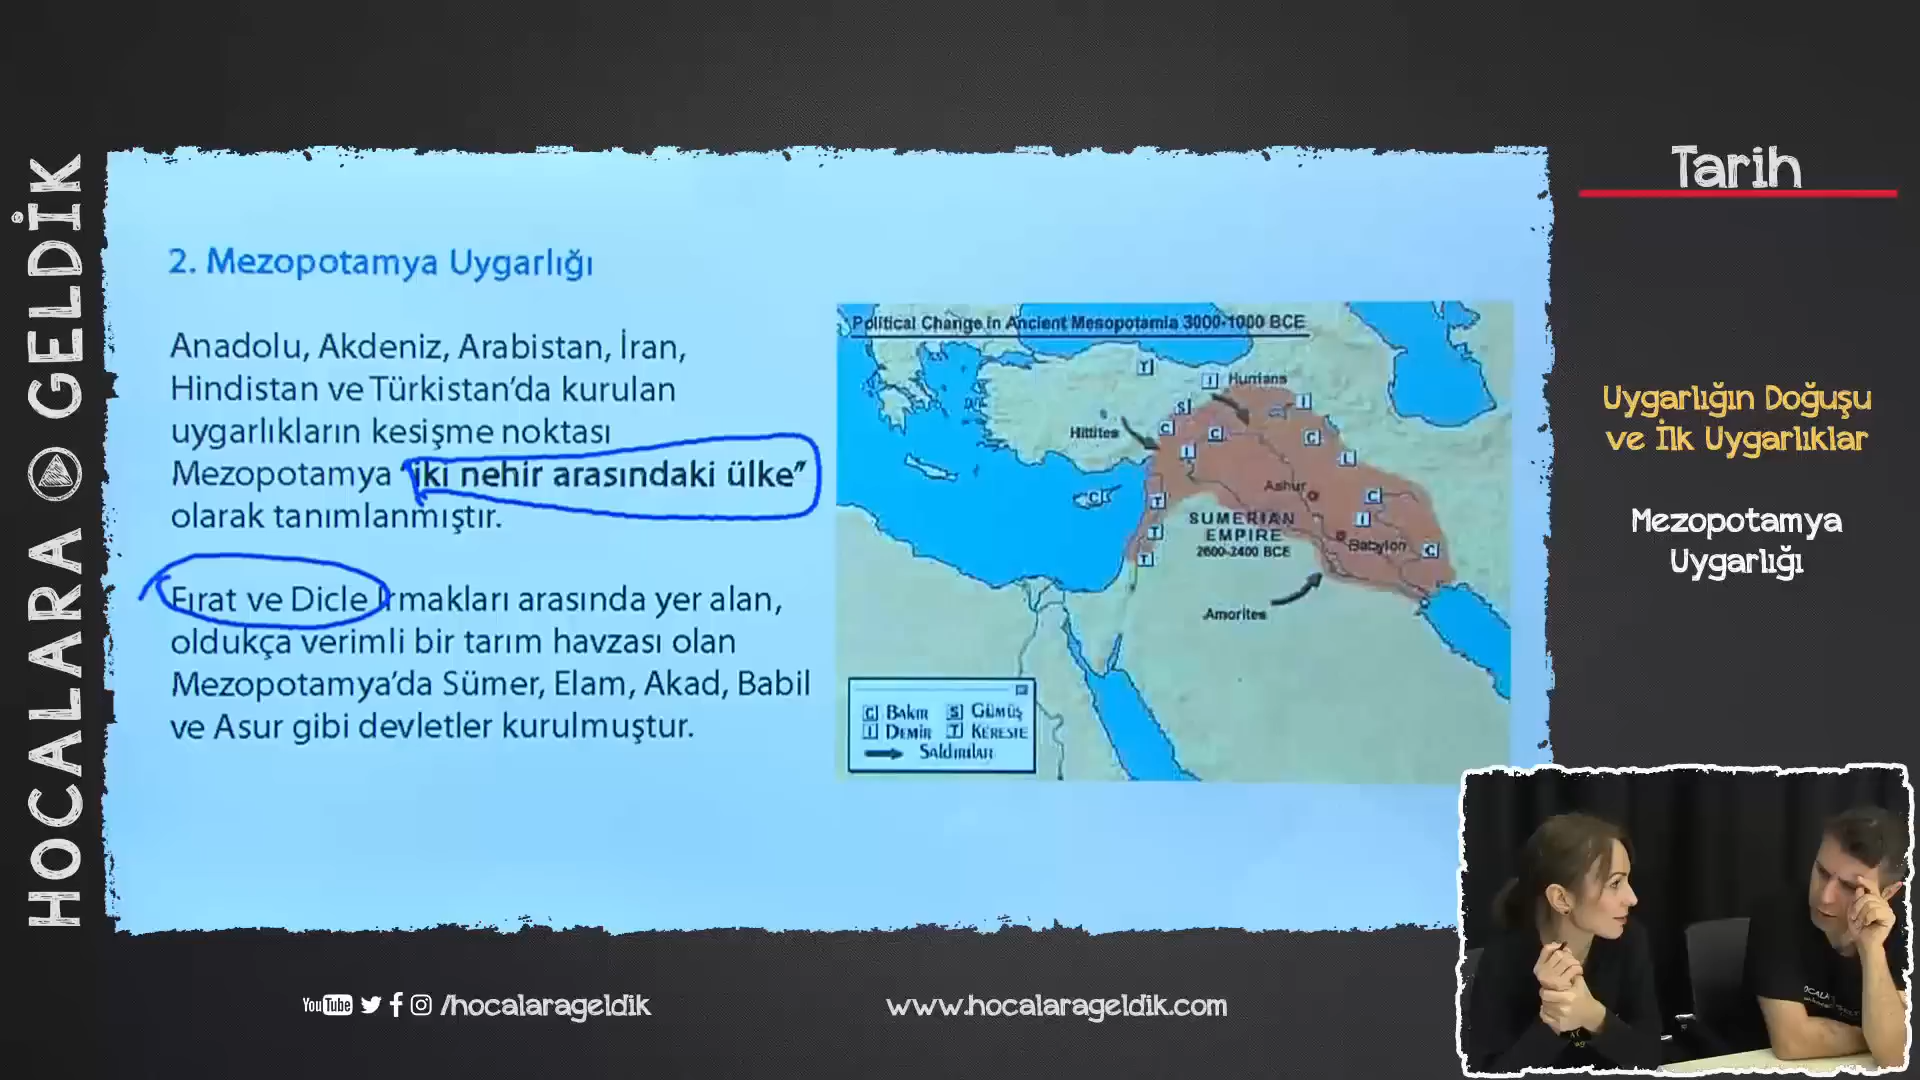 HOCALARA GELDİK
Tarih
Uygarlığın Doğuşu
ve İlk Uygarlıklar
Mezopotamya
Uygarlığı
2. Mezopotamya Uygarlığı
Anadolu, Akdeniz, Arabistan, İran,
Hindistan ve Türkistan’da kurulan
uygarlıkların kesişme noktası
Mezopotamya “iki nehir arasındaki ülke”
olarak tanımlanmıştır.
Fırat ve Dicle Irmakları arasında yer alan,
oldukça verimli bir tarım havzası olan
Mezopotamya’da Sümer, Elam, Akad, Babil
ve Asur gibi devletler kurulmuştur.
Political Change in Ancient Mesopotamia 3000-1000 BCE
T
I Hurrians
S
I
C
C
C
Hittites
I
I
Ashur
C
C
T
SUMERIAN
I
EMPIRE
T
2600-2400 BCE
Babylon
C
T
Amorites
C Bakır S Gümüş
I Demir T Kereste
Saldırıları
YouTube /hocalarageldik
www.hocalarageldik.com